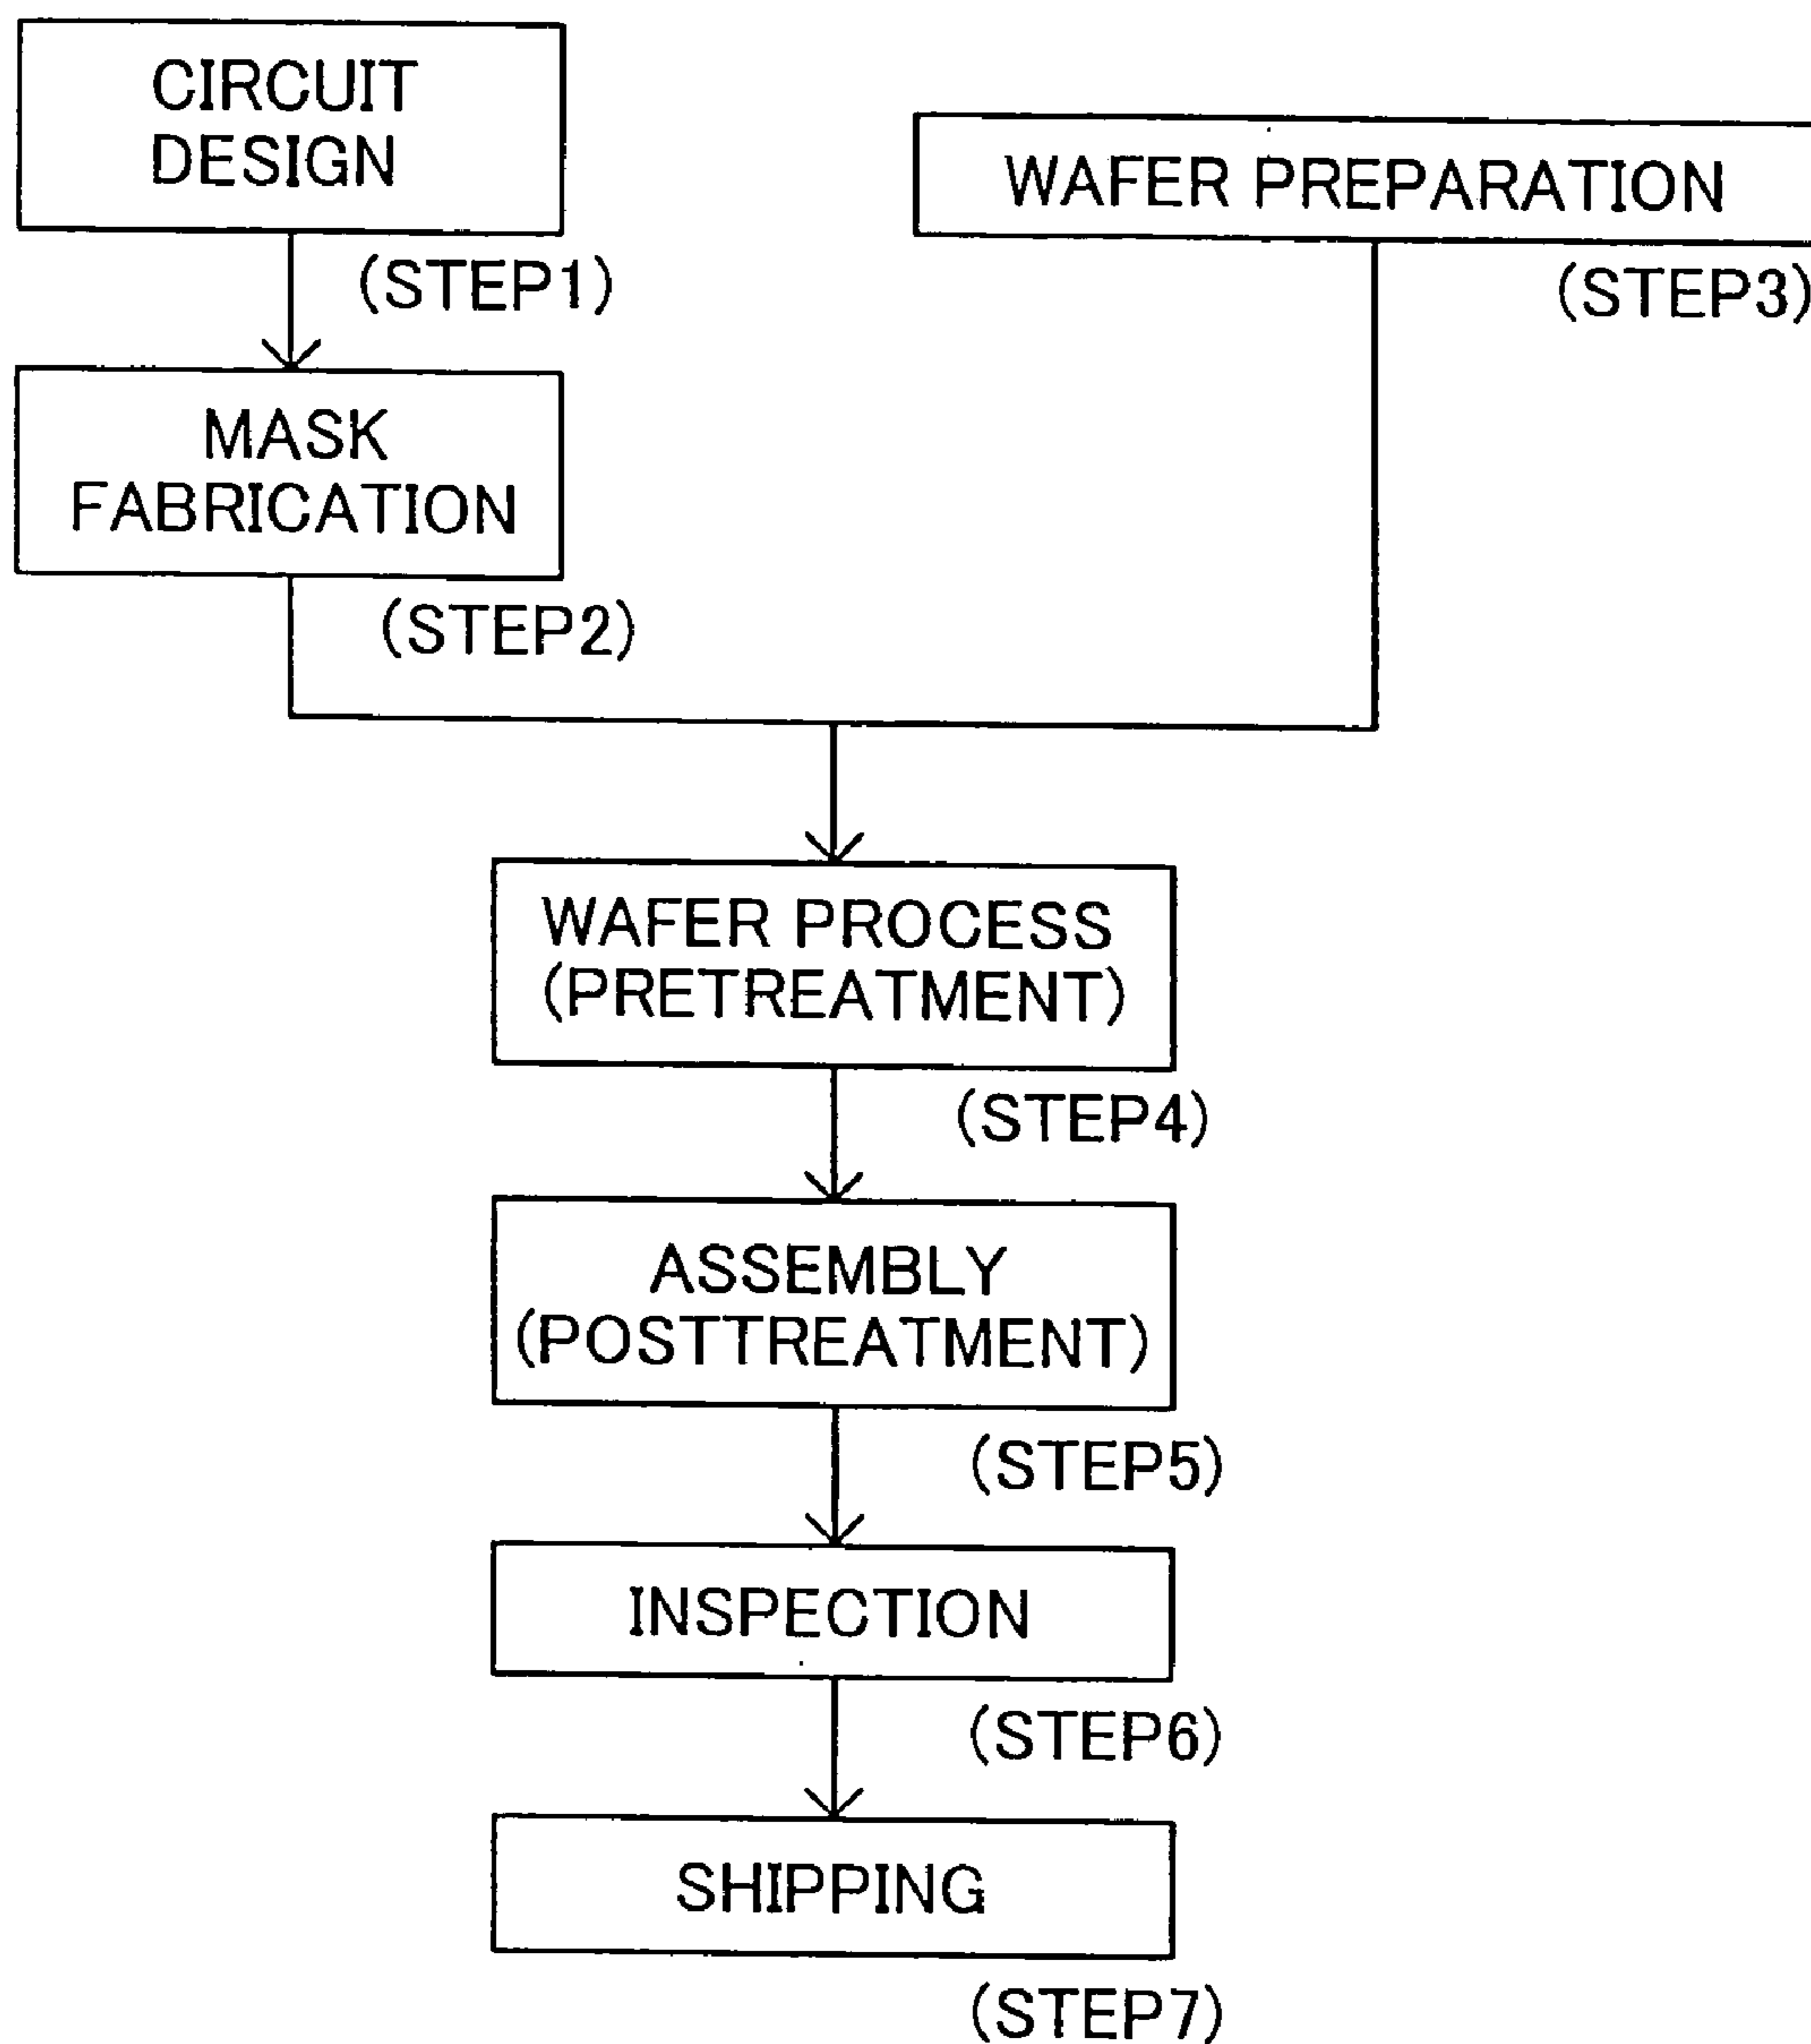 CIRCUIT
DESIGN
(STEP1)
WAFER PREPARATION
(STEP3)
MASK
FABRICATION
(STEP2)
WAFER PROCESS
(PRETREATMENT)
(STEP4)
ASSEMBLY
(POSTTREATMENT)
(STEP5)
INSPECTION
(STEP6)
SHIPPING
(STEP7)